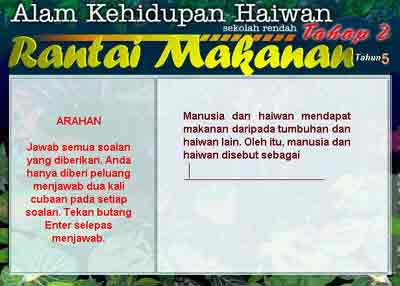 Alam Kehidupan Haiwan
sekolah rendah
Tahap 2
Rantai Makanan
Tahun 5
ARAHAN
Jawab semua soalan
yang diberikan. Anda
hanya diberi peluang
menjawab dua kali
cubaan pada setiap
soalan. Tekan butang
Enter selepas
menjawab.
Manusia dan haiwan mendapat
makanan daripada tumbuhan dan
haiwan lain. Oleh itu, manusia dan
haiwan disebut sebagai